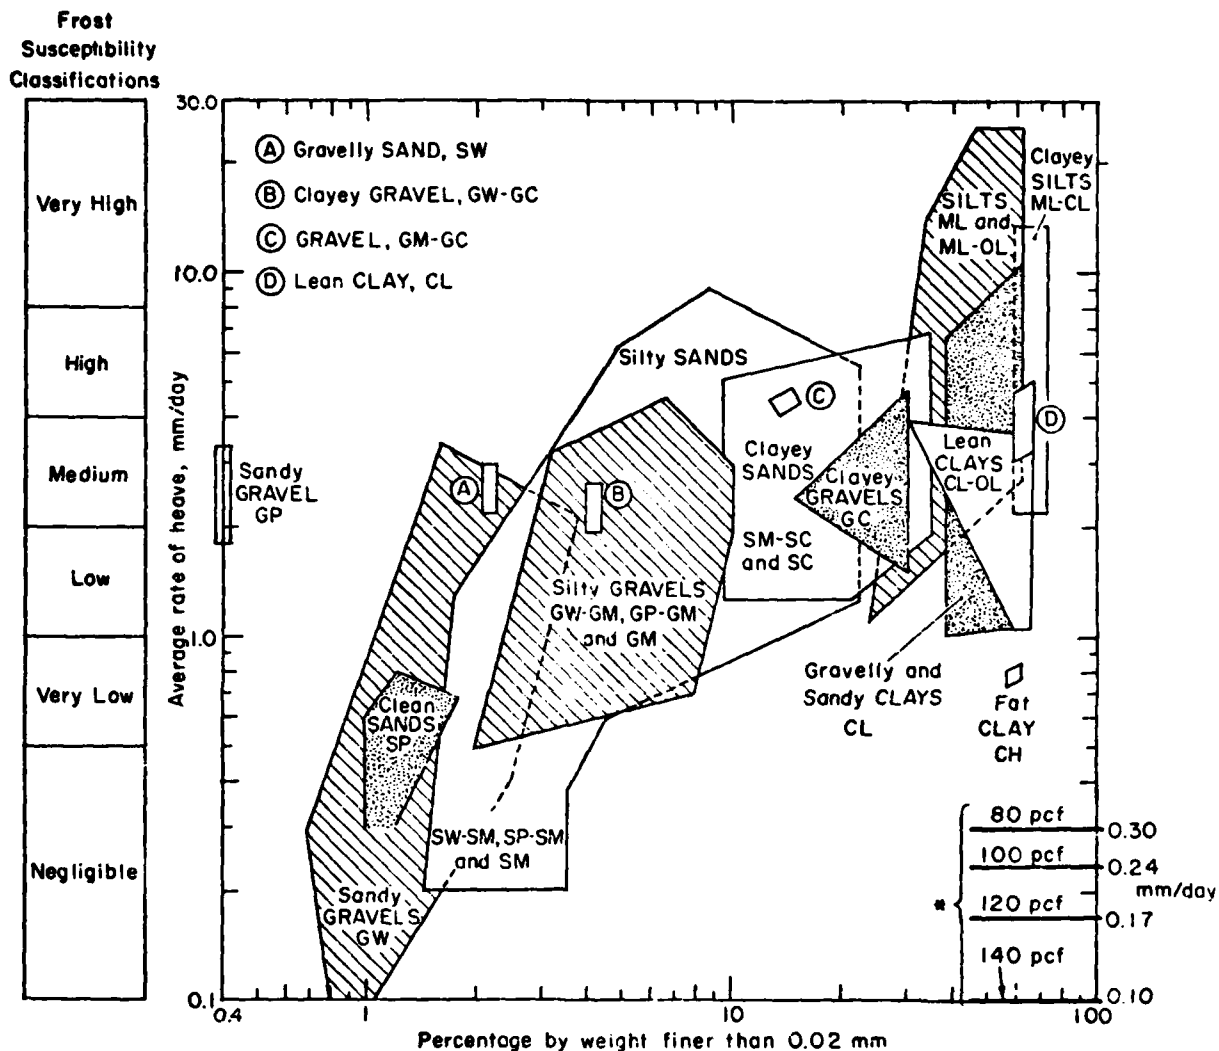 Frost
Susceptibility
Classifications
Very High
High
Medium
Low
Very Low
Negligible
Average rate of heave, mm/day
30.0
10.0
1.0
0.1
Ⓐ Gravelly SAND, SW
Ⓑ Clayey GRAVEL, GW-GC
Ⓒ GRAVEL, GM-GC
Ⓓ Lean CLAY, CL
Clayey
SILTS
ML-CL
SILTS
ML and
ML-OL
Silty SANDS
Ⓒ
Ⓓ
Sandy
GRAVEL
GP
Ⓐ
Ⓑ
Clayey
SANDS
SM-SC
and SC
Clayey
GRAVELS
GC
Lean
CLAYS
CL-OL
Silty GRAVELS
GW-GM, GP-GM
and GM
Clean
SANDS
SP
Gravelly and
Sandy CLAYS
CL
Fat
CLAY
CH
SW-SM, SP-SM
and SM
Sandy
GRAVELS
GW
*
80 pcf
0.30
100 pcf
0.24
mm/day
120 pcf
0.17
140 pcf
0.10
0.4
1
10
100
Percentage by weight finer than 0.02 mm